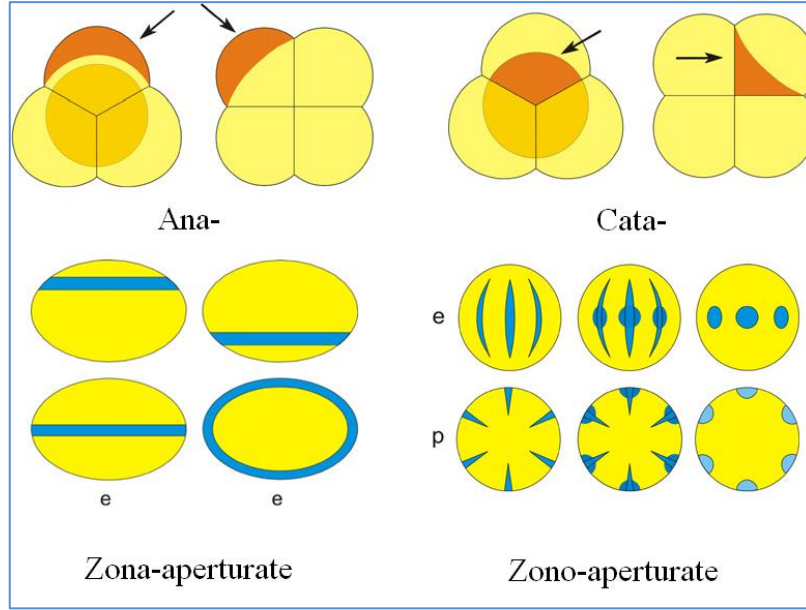 Ana-
Cata-
e
p
e
e
Zona-aperturate
Zono-aperturate